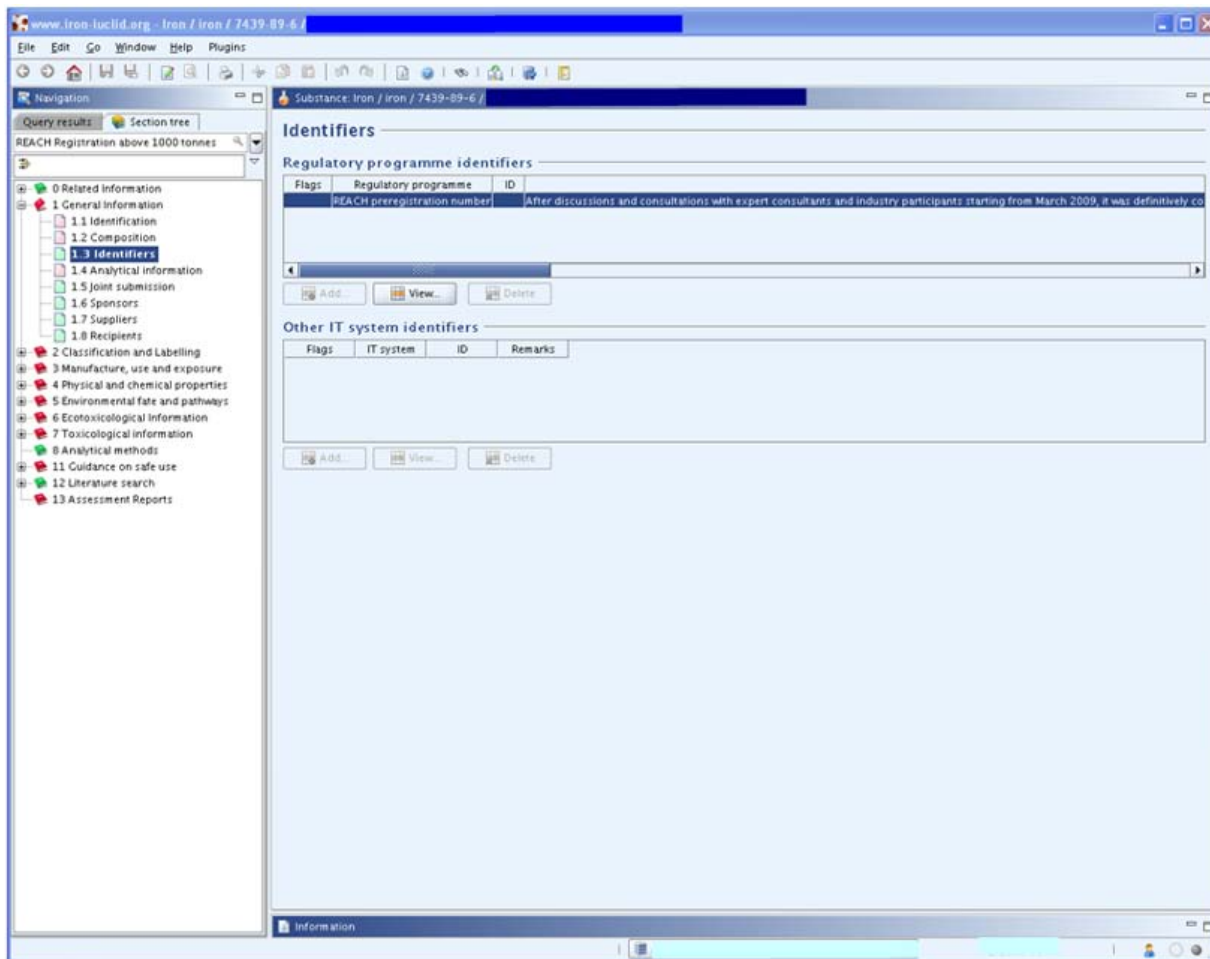 www.iron-iuclid.org - Iron / iron / 7439-89-6 /
File Edit Go Window Help Plugins
Navigation
Query results Section tree
REACH Registration above 1000 tonnes
0 Related Information
1 General Information
1.1 Identification
1.2 Composition
1.3 Identifiers
1.4 Analytical information
1.5 Joint submission
1.6 Sponsors
1.7 Suppliers
1.8 Recipients
2 Classification and Labelling
3 Manufacture, use and exposure
4 Physical and chemical properties
5 Environmental fate and pathways
6 Ecotoxicological Information
7 Toxicological information
8 Analytical methods
11 Guidance on safe use
12 Literature search
13 Assessment Reports
Substance: Iron / iron / 7439-89-6 /
Identifiers
Regulatory programme identifiers
Flags Regulatory programme ID
REACH preregistration number After discussions and consultations with expert consultants and industry participants starting from March 2009, it was definitively co
Add... View... Delete
Other IT system identifiers
Flags IT system ID Remarks
Add... View... Delete
Information